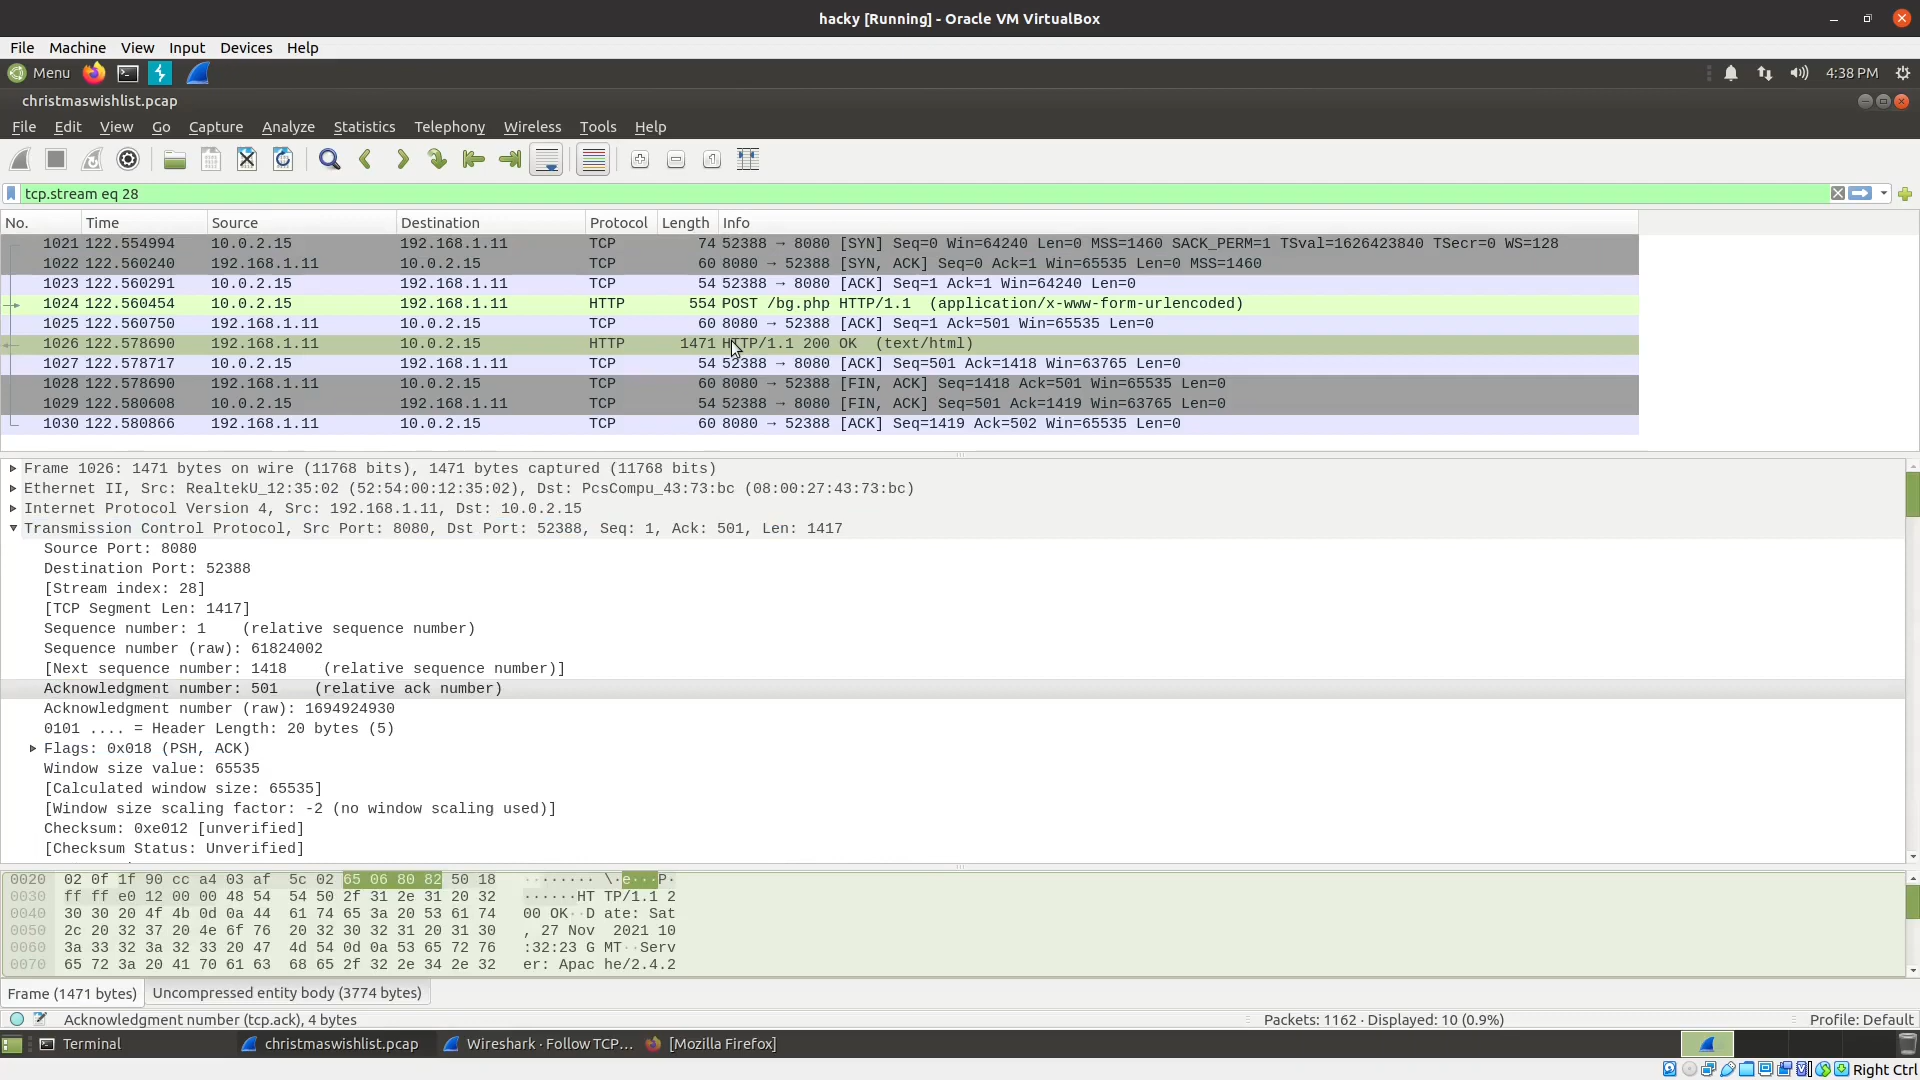 hacky [Running] - Oracle VM VirtualBox
File Machine View Input Devices Help
Menu 4:38 PM
christmaswishlist.pcap
File Edit View Go Capture Analyze Statistics Telephony Wireless Tools Help
tcp.stream eq 28
No. Time Source Destination Protocol Length Info
1021 122.554994 10.0.2.15 192.168.1.11 TCP 74 52388 → 8080 [SYN] Seq=0 Win=64240 Len=0 MSS=1460 SACK_PERM=1 TSval=1626423840 TSecr=0 WS=128
1022 122.560240 192.168.1.11 10.0.2.15 TCP 60 8080 → 52388 [SYN, ACK] Seq=0 Ack=1 Win=65535 Len=0 MSS=1460
1023 122.560291 10.0.2.15 192.168.1.11 TCP 54 52388 → 8080 [ACK] Seq=1 Ack=1 Win=64240 Len=0
1024 122.560454 10.0.2.15 192.168.1.11 HTTP 554 POST /bg.php HTTP/1.1 (application/x-www-form-urlencoded)
1025 122.560750 192.168.1.11 10.0.2.15 TCP 60 8080 → 52388 [ACK] Seq=1 Ack=501 Win=65535 Len=0
1026 122.578690 192.168.1.11 10.0.2.15 HTTP 1471 HTTP/1.1 200 OK (text/html)
1027 122.578717 10.0.2.15 192.168.1.11 TCP 54 52388 → 8080 [ACK] Seq=501 Ack=1418 Win=63765 Len=0
1028 122.578690 192.168.1.11 10.0.2.15 TCP 60 8080 → 52388 [FIN, ACK] Seq=1418 Ack=501 Win=65535 Len=0
1029 122.580608 10.0.2.15 192.168.1.11 TCP 54 52388 → 8080 [FIN, ACK] Seq=501 Ack=1419 Win=63765 Len=0
1030 122.580866 192.168.1.11 10.0.2.15 TCP 60 8080 → 52388 [ACK] Seq=1419 Ack=502 Win=65535 Len=0
Frame 1026: 1471 bytes on wire (11768 bits), 1471 bytes captured (11768 bits)
Ethernet II, Src: RealtekU_12:35:02 (52:54:00:12:35:02), Dst: PcsCompu_43:73:bc (08:00:27:43:73:bc)
Internet Protocol Version 4, Src: 192.168.1.11, Dst: 10.0.2.15
Transmission Control Protocol, Src Port: 8080, Dst Port: 52388, Seq: 1, Ack: 501, Len: 1417
Source Port: 8080
Destination Port: 52388
[Stream index: 28]
[TCP Segment Len: 1417]
Sequence number: 1 (relative sequence number)
Sequence number (raw): 61824002
[Next sequence number: 1418 (relative sequence number)]
Acknowledgment number: 501 (relative ack number)
Acknowledgment number (raw): 1694924930
0101 .... = Header Length: 20 bytes (5)
Flags: 0x018 (PSH, ACK)
Window size value: 65535
[Calculated window size: 65535]
[Window size scaling factor: -2 (no window scaling used)]
Checksum: 0xe012 [unverified]
[Checksum Status: Unverified]
0020 02 0f 1f 90 cc a4 03 af 5c 02 65 06 80 82 50 18 ········ \·e···P·
0030 ff ff e0 12 00 00 48 54 54 50 2f 31 2e 31 20 32 ······HT TP/1.1 2
0040 30 30 20 4f 4b 0d 0a 44 61 74 65 3a 20 53 61 74 00 OK··D ate: Sat
0050 2c 20 32 37 20 4e 6f 76 20 32 30 32 31 20 31 30 , 27 Nov 2021 10
0060 3a 33 32 3a 32 33 20 47 4d 54 0d 0a 53 65 72 76 :32:23 G MT··Serv
0070 65 72 3a 20 41 70 61 63 68 65 2f 32 2e 34 2e 32 er: Apac he/2.4.2
Frame (1471 bytes) Uncompressed entity body (3774 bytes)
Acknowledgment number (tcp.ack), 4 bytes Packets: 1162 · Displayed: 10 (0.9%) Profile: Default
Terminal christmaswishlist.pcap Wireshark · Follow TCP... [Mozilla Firefox]
Right Ctrl